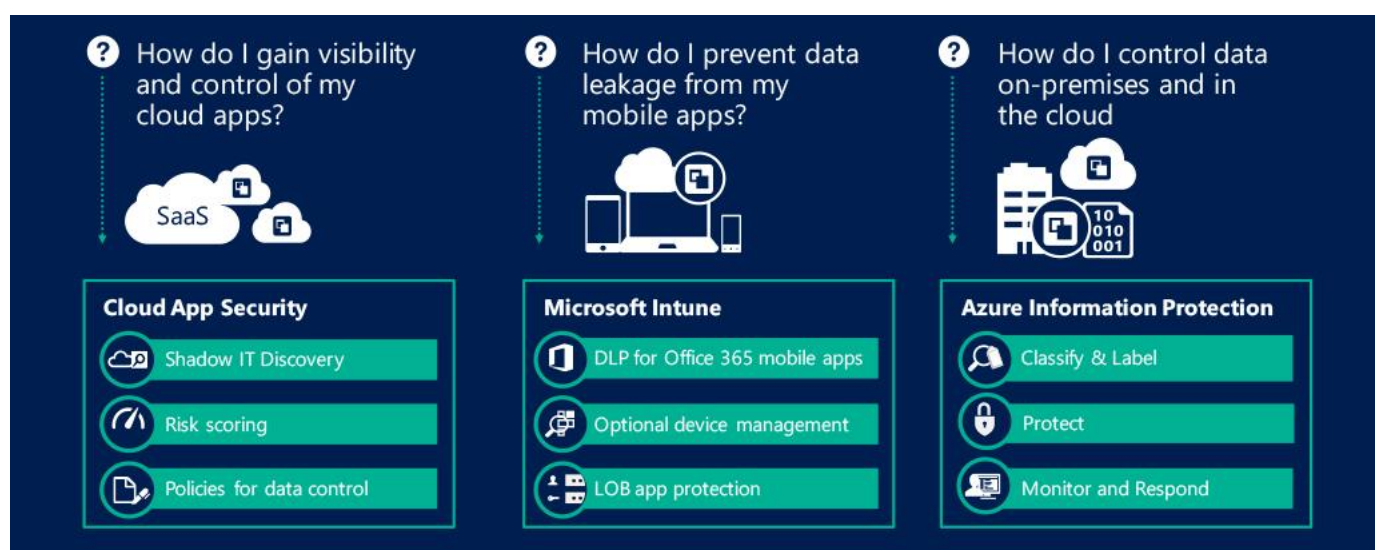 ?
How do I gain visibility
and control of my
cloud apps?
SaaS
Cloud App Security
Shadow IT Discovery
Risk scoring
Policies for data control
?
How do I prevent data
leakage from my
mobile apps?
Microsoft Intune
DLP for Office 365 mobile apps
Optional device management
LOB app protection
?
How do I control data
on-premises and in
the cloud
10
010
001
Azure Information Protection
Classify & Label
Protect
Monitor and Respond